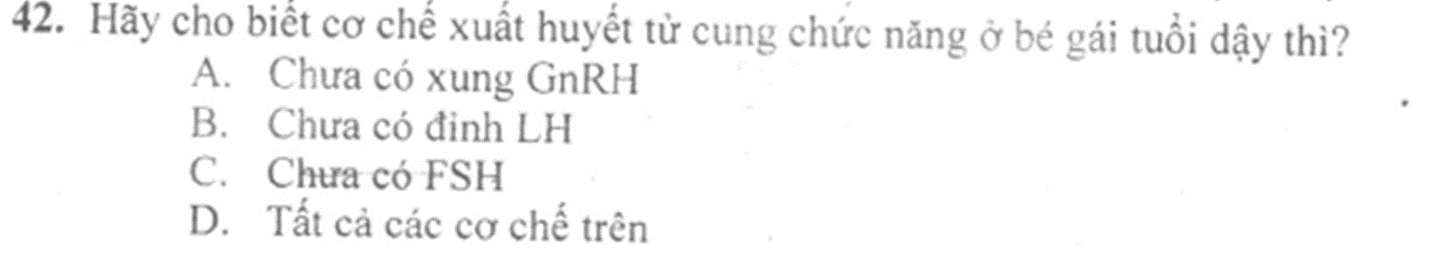 42. Hãy cho biết cơ chế xuất huyết tử cung chức năng ở bé gái tuổi dậy thì?
A. Chưa có xung GnRH
B. Chưa có đỉnh LH
C. Chưa có FSH
D. Tất cả các cơ chế trên